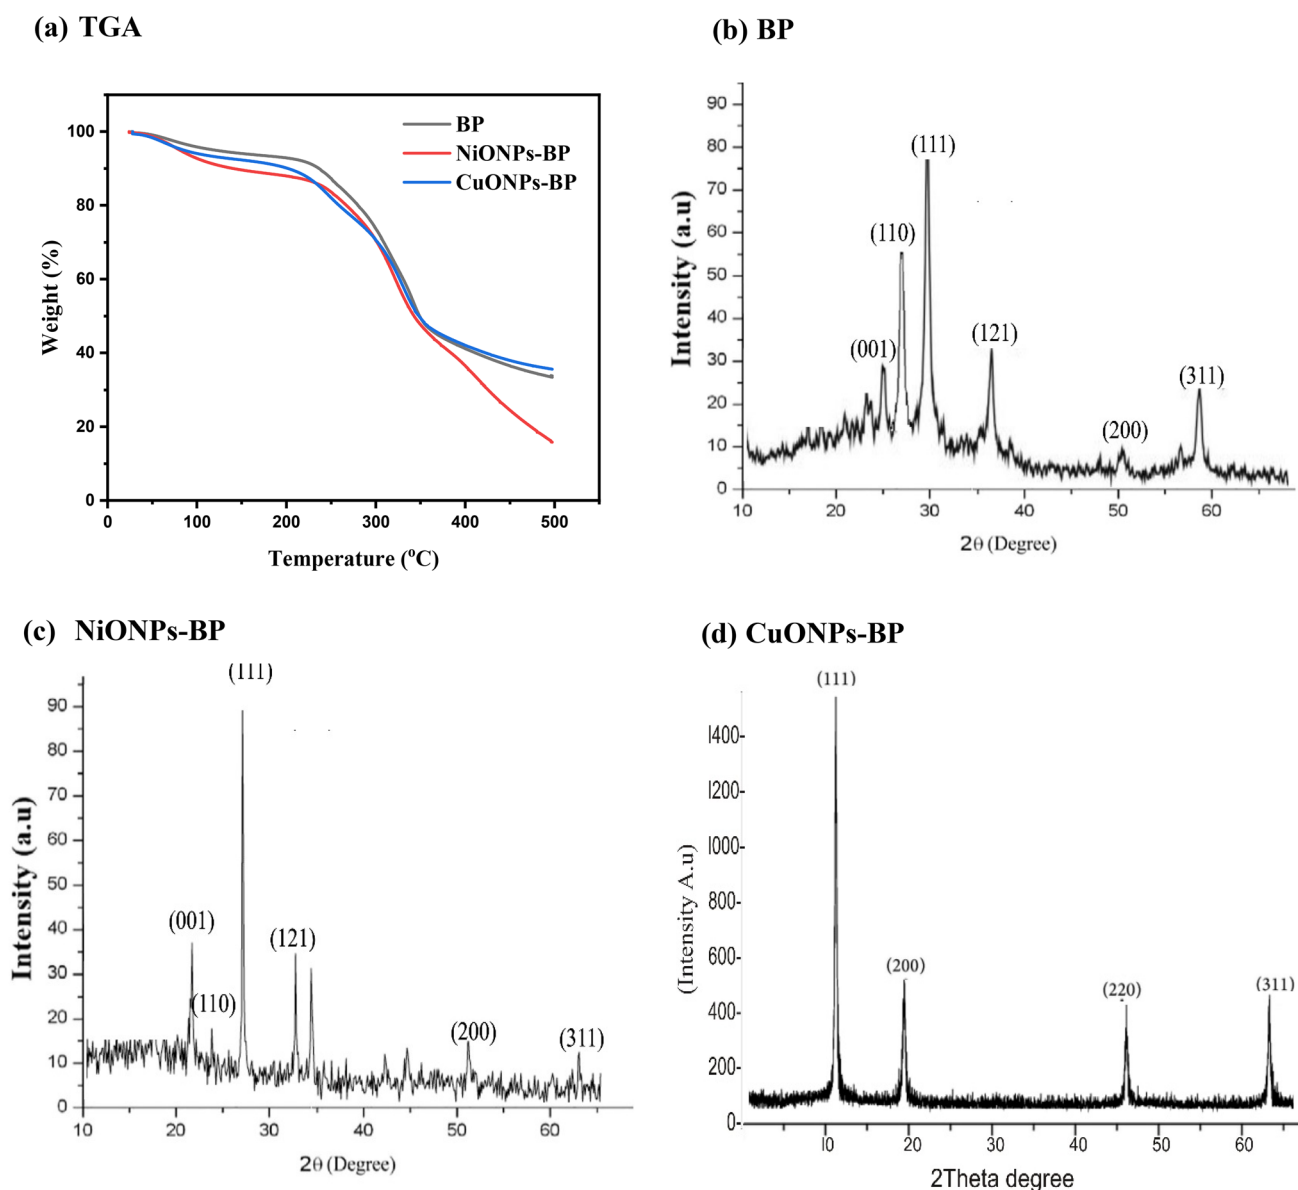 (a) TGA
100
80
60
40
20
0
Weight (%)
BP
NiONPs-BP
CuONPs-BP
0 100 200 300 400 500
Temperature (°C)
(b) BP
90
80
70
60
50
40
30
20
10
0
Intensity (a.u)
(001)
(110)
(111)
(121)
(200)
(311)
10 20 30 40 50 60
2θ (Degree)
(c) NiONPs-BP
90
80
70
60
50
40
30
20
10
0
Intensity (a.u)
(001)
(110)
(111)
(121)
(200)
(311)
10 20 30 40 50 60
2θ (Degree)
(d) CuONPs-BP
1400-
1200-
1000-
800-
600-
400-
200-
0-
(Intensity A.u)
(111)
(200)
(220)
(311)
10 20 30 40 50 60
2Theta degree